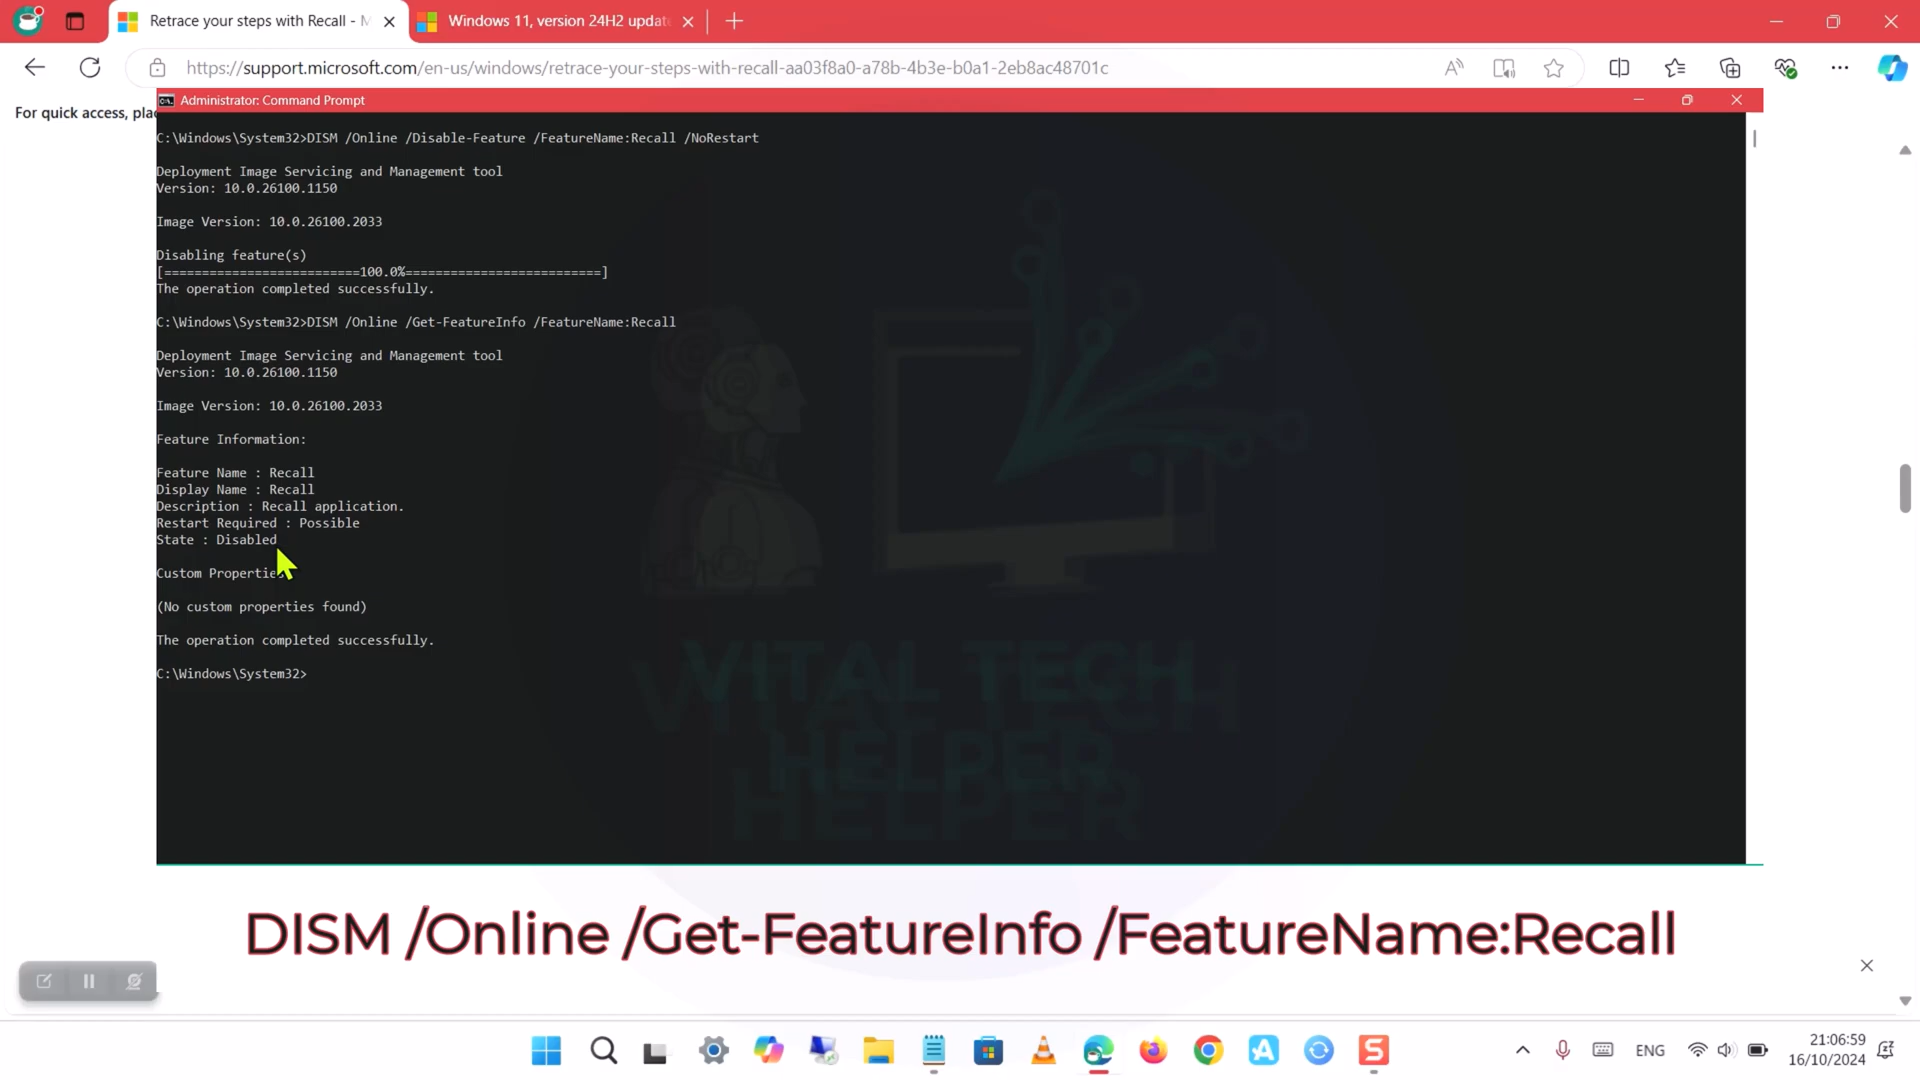 Retrace your steps with Recall - M
Windows 11, version 24H2 updat
https://support.microsoft.com/en-us/windows/retrace-your-steps-with-recall-aa03f8a0-a78b-4b3e-b0a1-2eb8ac48701c
For quick access, plac
Administrator: Command Prompt
C:\Windows\System32>DISM /Online /Disable-Feature /FeatureName:Recall /NoRestart
Deployment Image Servicing and Management tool
Version: 10.0.26100.1150
Image Version: 10.0.26100.2033
Disabling feature(s)
[==========================100.0%==========================]
The operation completed successfully.
C:\Windows\System32>DISM /Online /Get-FeatureInfo /FeatureName:Recall
Deployment Image Servicing and Management tool
Version: 10.0.26100.1150
Image Version: 10.0.26100.2033
Feature Information:
Feature Name : Recall
Display Name : Recall
Description : Recall application.
Restart Required : Possible
State : Disabled
Custom Propertie
(No custom properties found)
The operation completed successfully.
C:\Windows\System32>
VITAL TECH
HELPER
DISM /Online /Get-FeatureInfo /FeatureName:Recall
ENG
21:06:59
16/10/2024